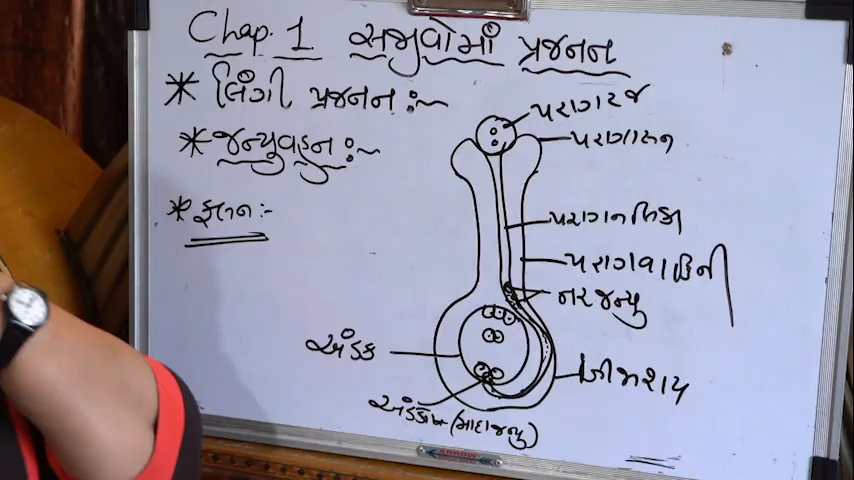 Chap. 1 સજીવોમાં પ્રજનન
* લિંગી પ્રજનન :~
* જન્યુવહન :~
* ફલન :-
પરાગરજ
પરાગાસન
પરાગનલિકા
પરાગવાહિની
નરજન્યુ
અંડક
બીજાશય
અંડકોષ (માદાજન્યુ)
ARROW